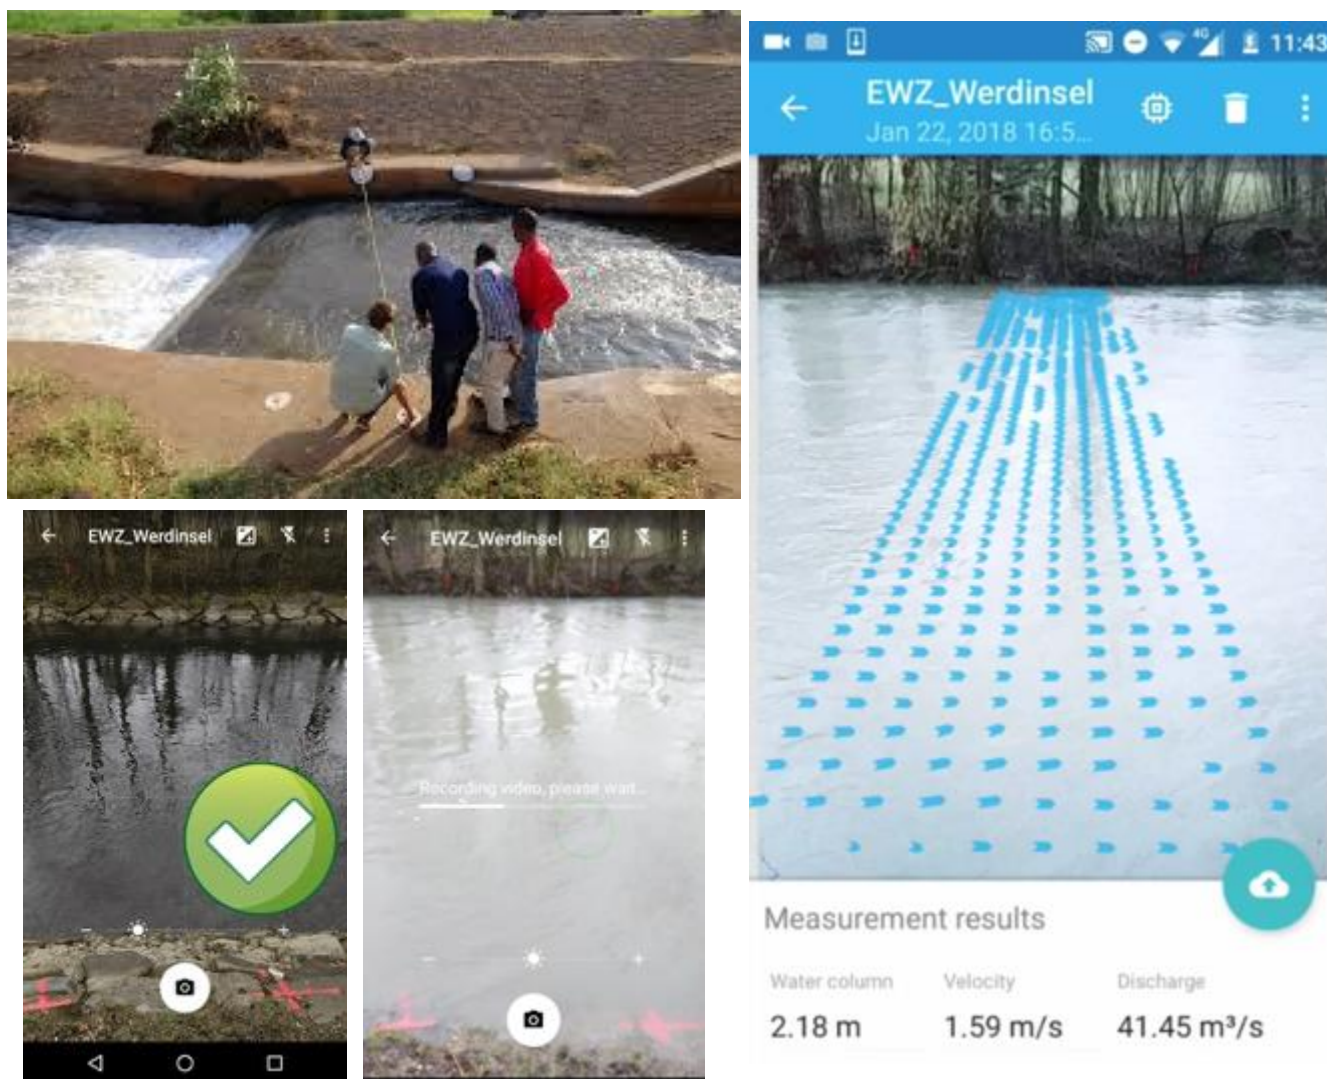 EWZ_Werdinsel
EWZ_Werdinsel
Recording video, please wait...
4G 11:43
EWZ_Werdinsel
Jan 22, 2018 16:5...
Measurement results
Water column Velocity Discharge
2.18 m 1.59 m/s 41.45 m³/s